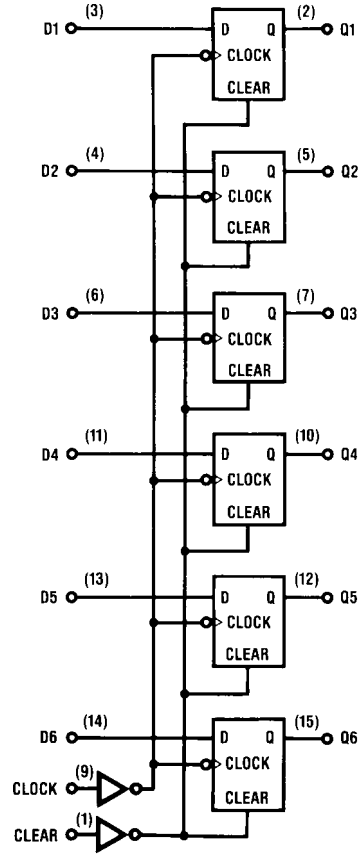 (3) (2)
D1 D Q Q1
CLOCK
CLEAR
(4) (5)
D2 D Q Q2
CLOCK
CLEAR
(6) (7)
D3 D Q Q3
CLOCK
CLEAR
(11) (10)
D4 D Q Q4
CLOCK
CLEAR
(13) (12)
D5 D Q Q5
CLOCK
CLEAR
(14) (15)
D6 D Q Q6
CLOCK
(9)
CLOCK
CLEAR
(1)
CLEAR